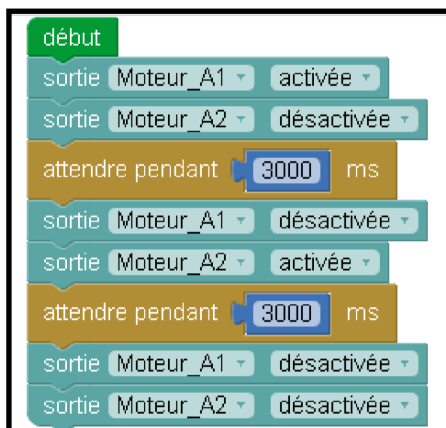 début
sortie Moteur_A1 activée
sortie Moteur_A2 désactivée
attendre pendant 3000 ms
sortie Moteur_A1 désactivée
sortie Moteur_A2 activée
attendre pendant 3000 ms
sortie Moteur_A1 désactivée
sortie Moteur_A2 désactivée